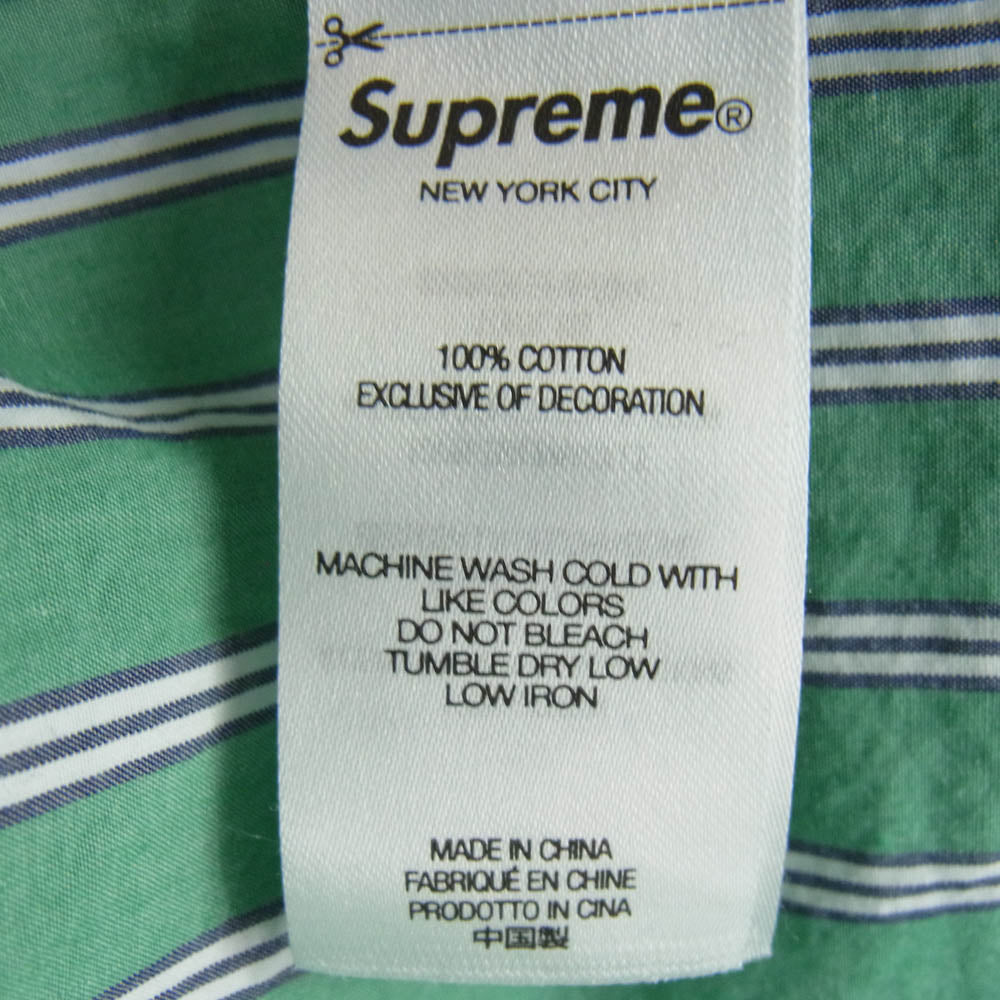 Supreme®
NEW YORK CITY
100% COTTON
EXCLUSIVE OF DECORATION
MACHINE WASH COLD WITH
LIKE COLORS
DO NOT BLEACH
TUMBLE DRY LOW
LOW IRON
MADE IN CHINA
FABRIQUÉ EN CHINE
PRODOTTO IN CINA
中国製